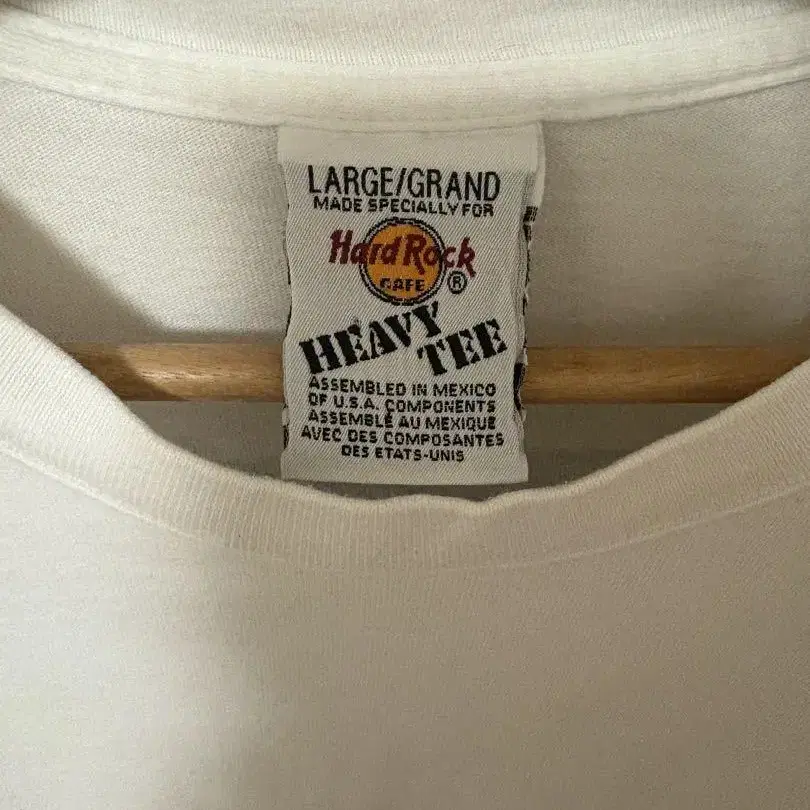 LARGE/GRAND
MADE SPECIALLY FOR
Hard Rock
CAFE ®
HEAVY
TEE
ASSEMBLED IN MEXICO
OF U.S.A. COMPONENTS
ASSEMBLÉ AU MEXIQUE
AVEC DES COMPOSANTES
DES ETATS-UNIS